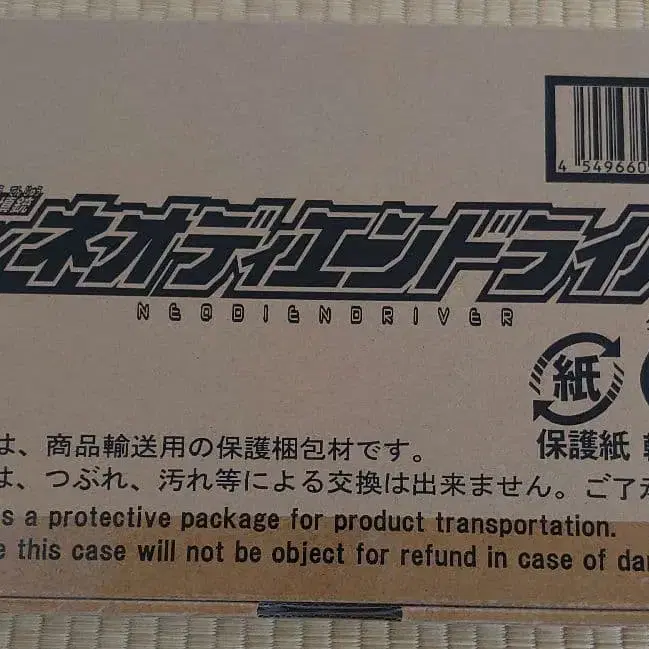 4 549660
銃
ネオディエンドライ
NEODIENDRIVER
紙
保護紙
は、商品輸送用の保護梱包材です。
は、つぶれ、汚れ等による交換は出来ません。ご了
s a protective package for product transportation.
e this case will not be object for refund in case of da